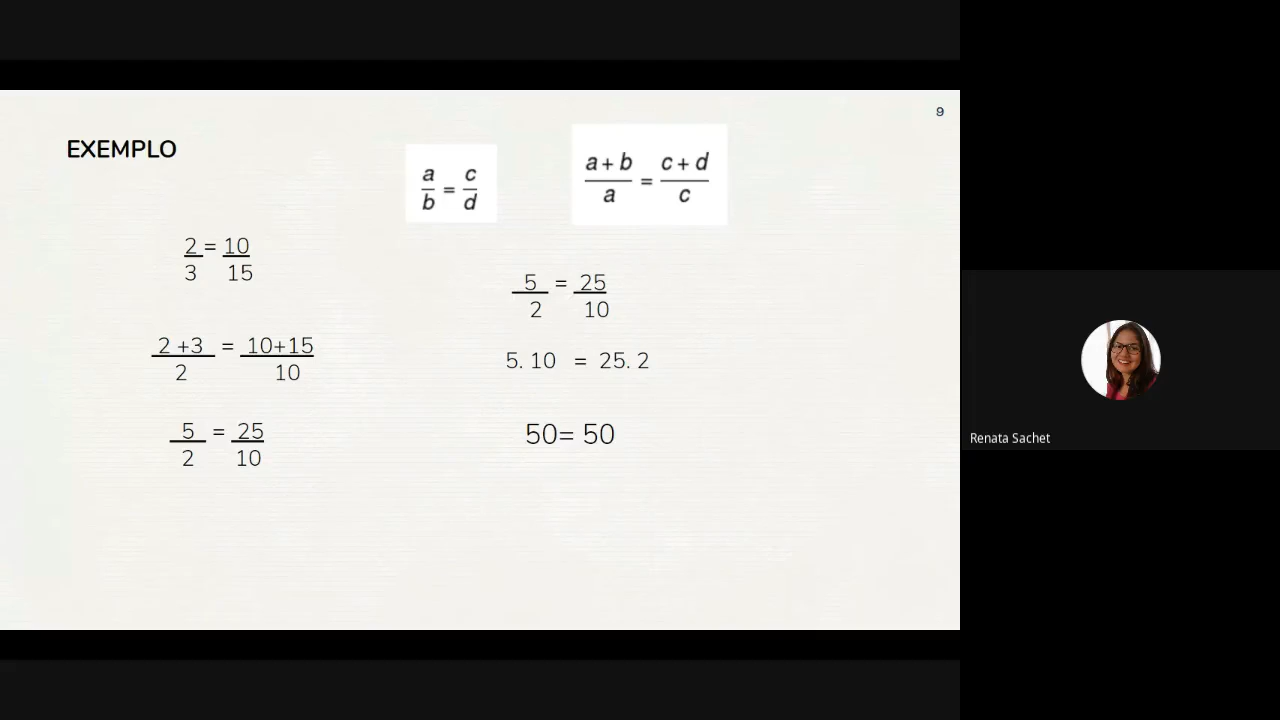 9
EXEMPLO
a/b = c/d
a + b/a = c + d/c
2 = 10
3 15
2 +3 = 10+15
2 10
5 = 25
2 10
5 = 25
2 10
5. 10 = 25. 2
50= 50
Renata Sachet